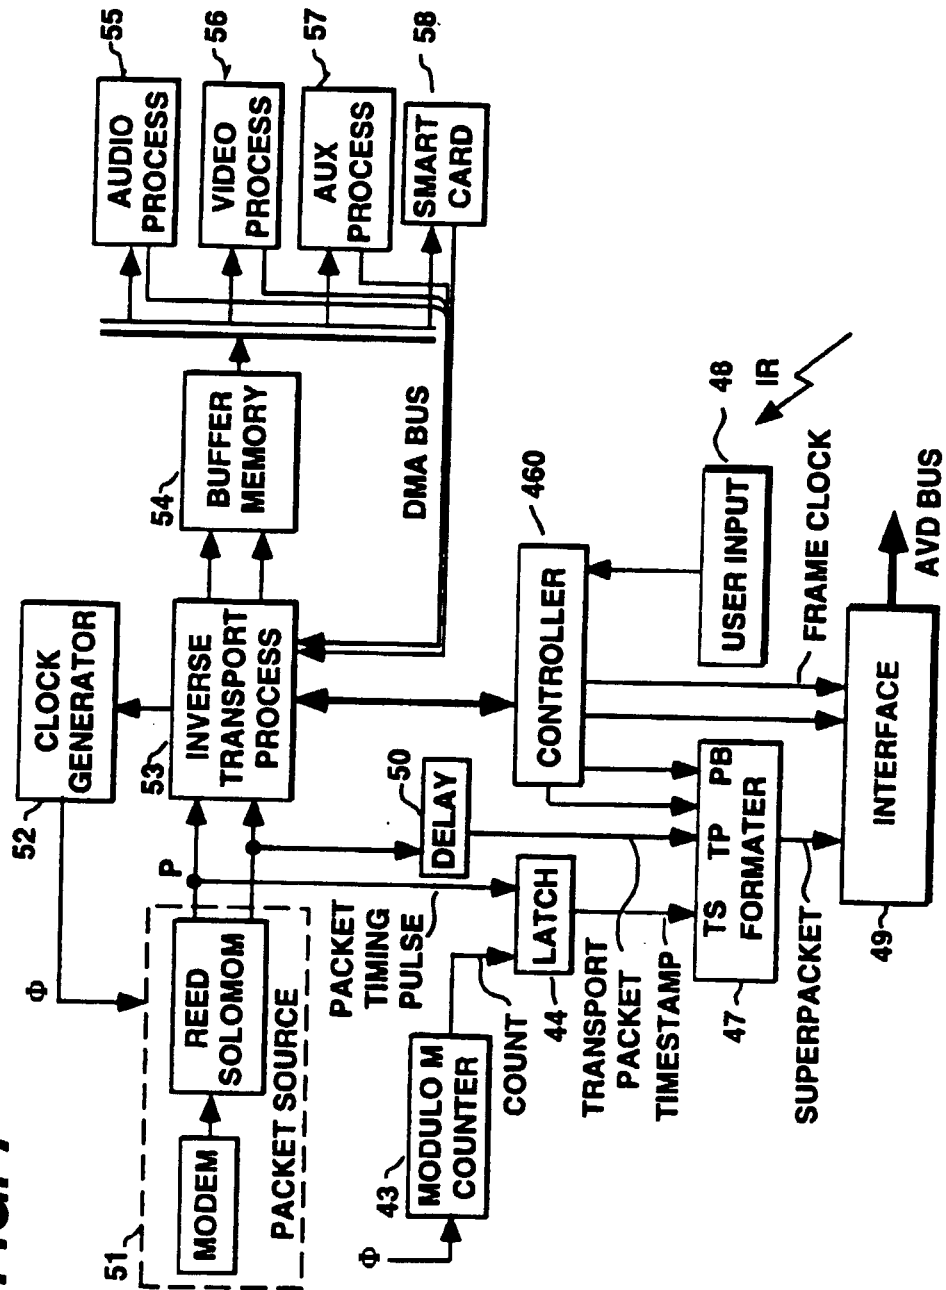 55
AUDIO
PROCESS
56
VIDEO
PROCESS
57
AUX
PROCESS
58
SMART
CARD
54
BUFFER
MEMORY
DMA BUS
52
CLOCK
GENERATOR
53
INVERSE
TRANSPORT
PROCESS
460
CONTROLLER
48
USER INPUT
IR
FRAME CLOCK
AVD BUS
Φ
P
50
DELAY
51
MODEM
REED
SOLOMOM
PACKET SOURCE
PACKET
TIMING
PULSE
43
MODULO M
COUNTER
Φ
COUNT
44
LATCH
TRANSPORT
PACKET
TIMESTAMP
TS TP PB
FORMATER
47
SUPERPACKET
49
INTERFACE